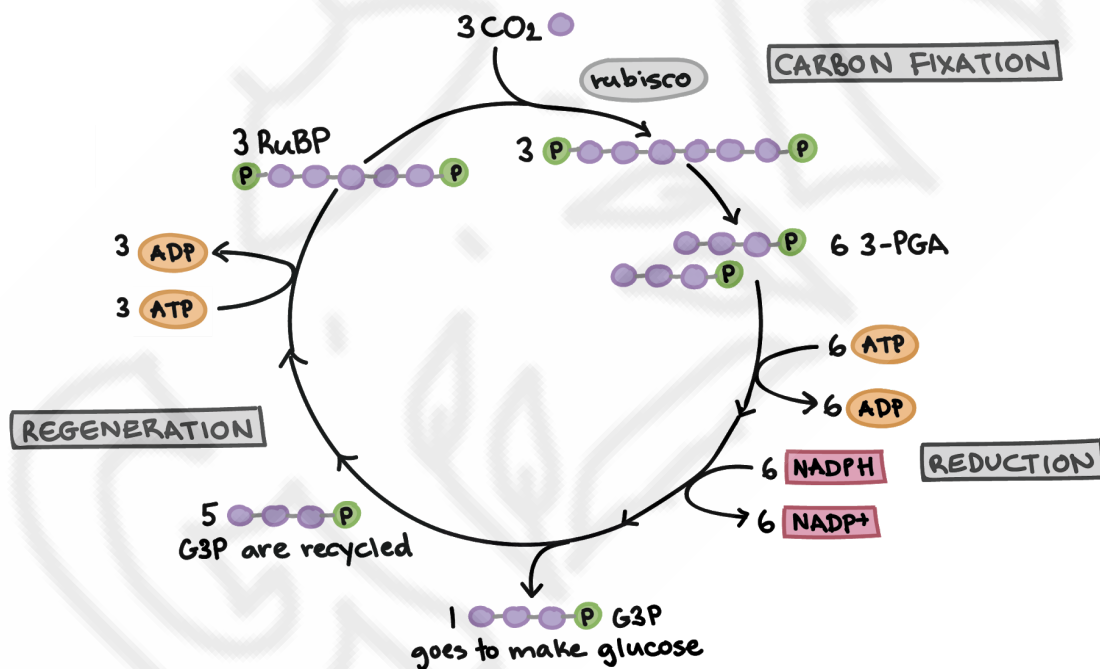 3 CO2
rubisco
CARBON FIXATION
3 RuBP
P P
3 P P
P
P
6 3-PGA
3 ADP
3 ATP
6 ATP
6 ADP
REGENERATION
6 NADPH
REDUCTION
6 NADP+
5 P
G3P are recycled
1 P G3P
goes to make glucose